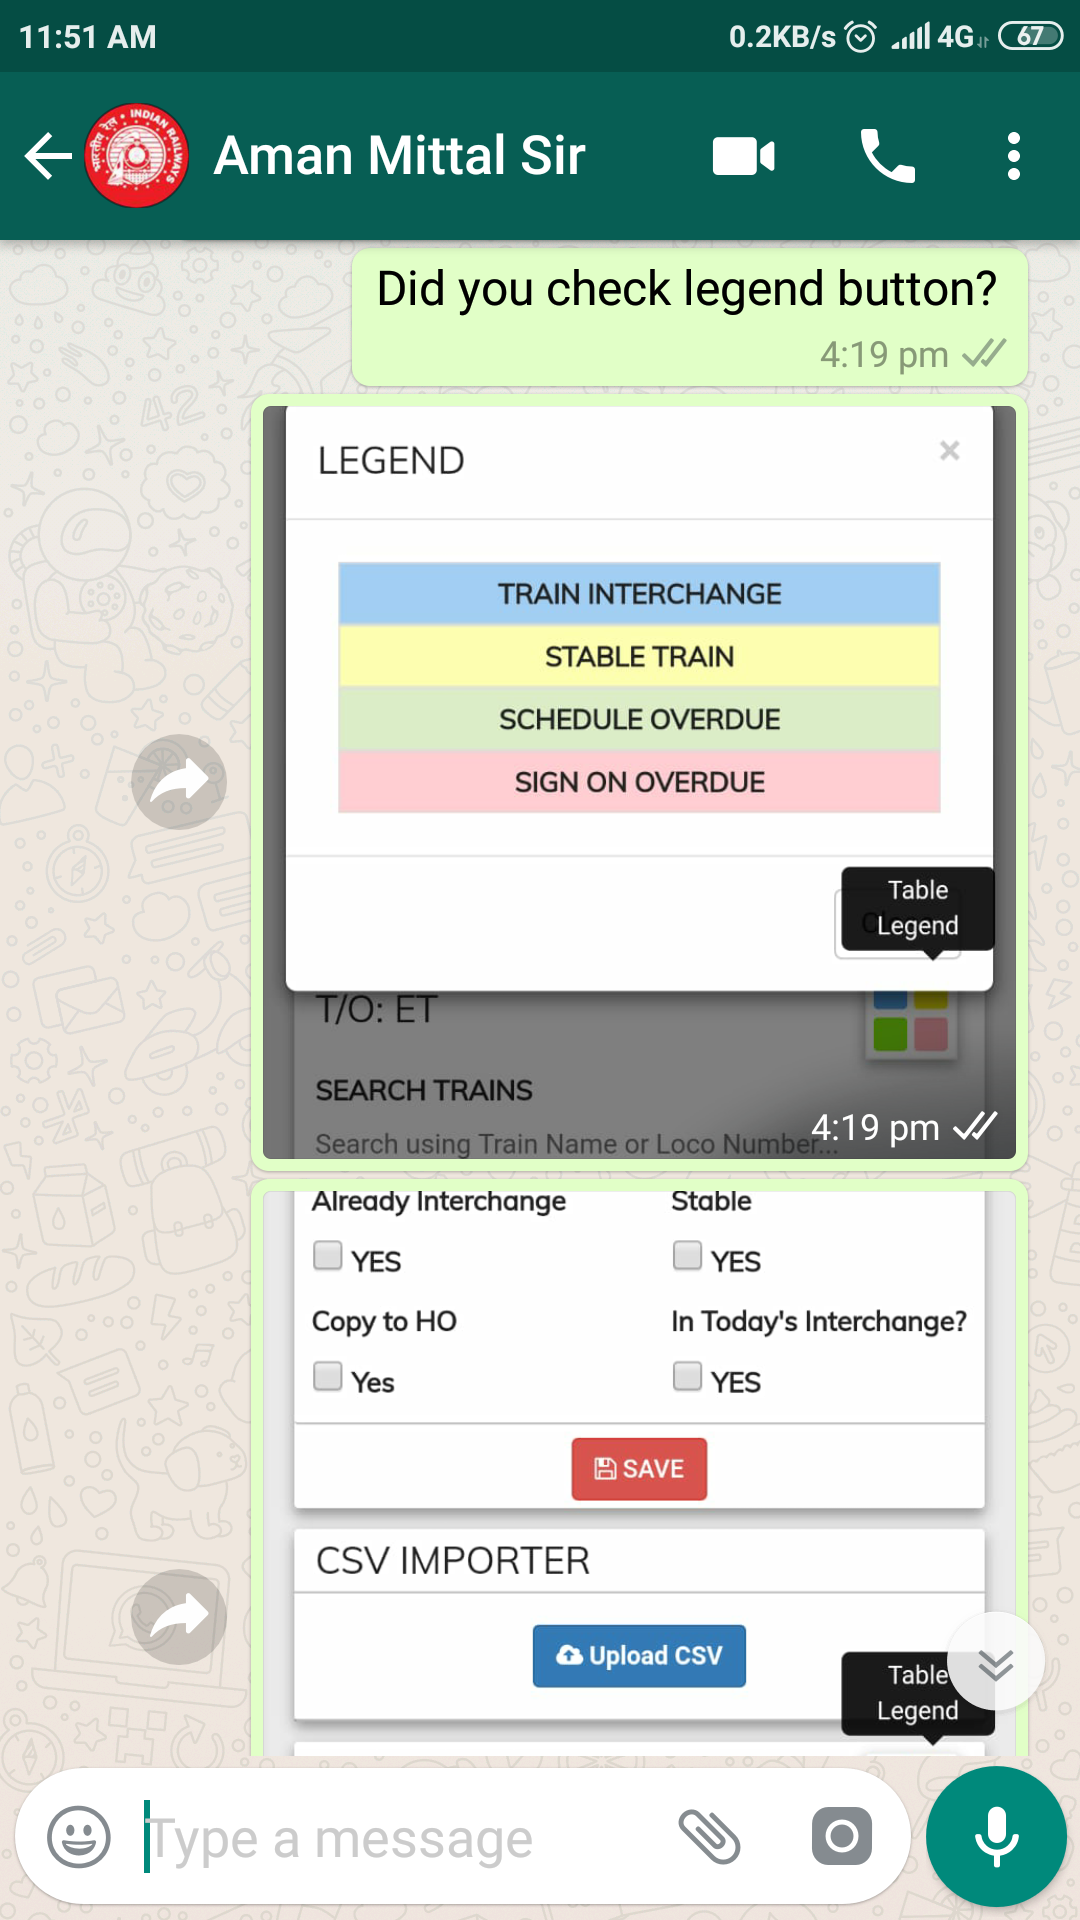 11:51 AM
0.2KB/s 4G 67
भारतीय रेल • INDIAN RAILWAYS
Aman Mittal Sir
Did you check legend button?
4:19 pm
LEGEND ×
TRAIN INTERCHANGE
STABLE TRAIN
SCHEDULE OVERDUE
SIGN ON OVERDUE
Table
Legend
T/O: ET
SEARCH TRAINS
Search using Train Name or Loco Number...
4:19 pm
Already Interchange Stable
YES YES
Copy to HO In Today's Interchange?
Yes YES
SAVE
CSV IMPORTER
Upload CSV
Table
Legend
Type a message